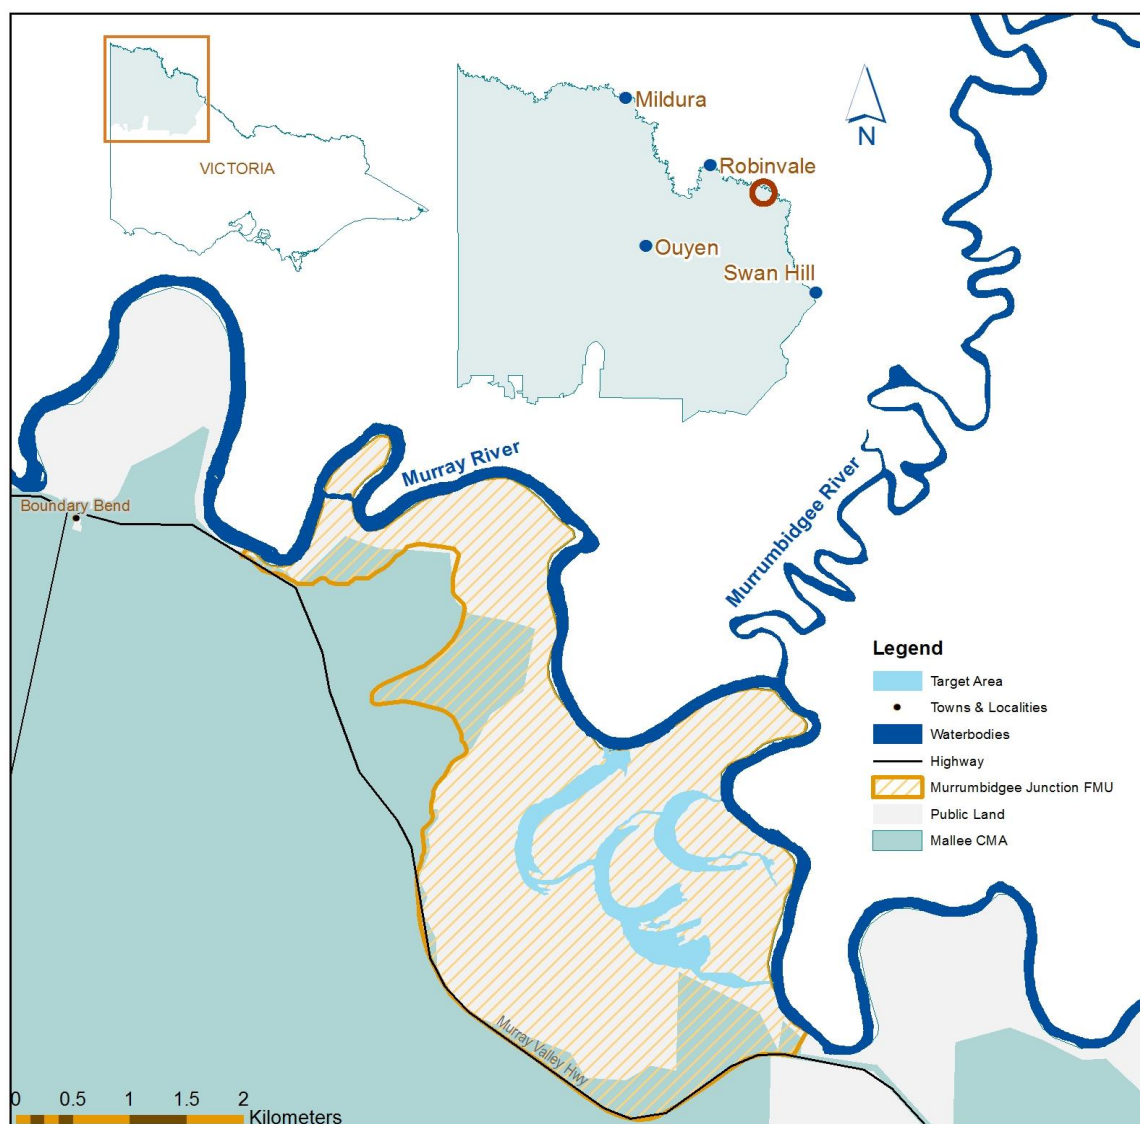 Mildura
N
VICTORIA
Robinvale
Ouyen
Swan Hill
Murray River
Murrumbidgee River
Boundary Bend
Legend
Target Area
Towns & Localities
Waterbodies
Highway
Murrumbidgee Junction FMU
Public Land
Mallee CMA
Murray Valley Hwy
0 0.5 1 1.5 2
Kilometers